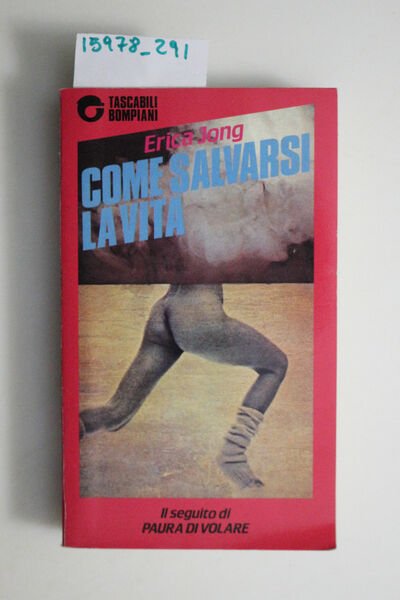 15978_291
TASCABILI
BOMPIANI
Erica Jong
COME SALVARSI
LA VITA
Il seguito di
PAURA DI VOLARE